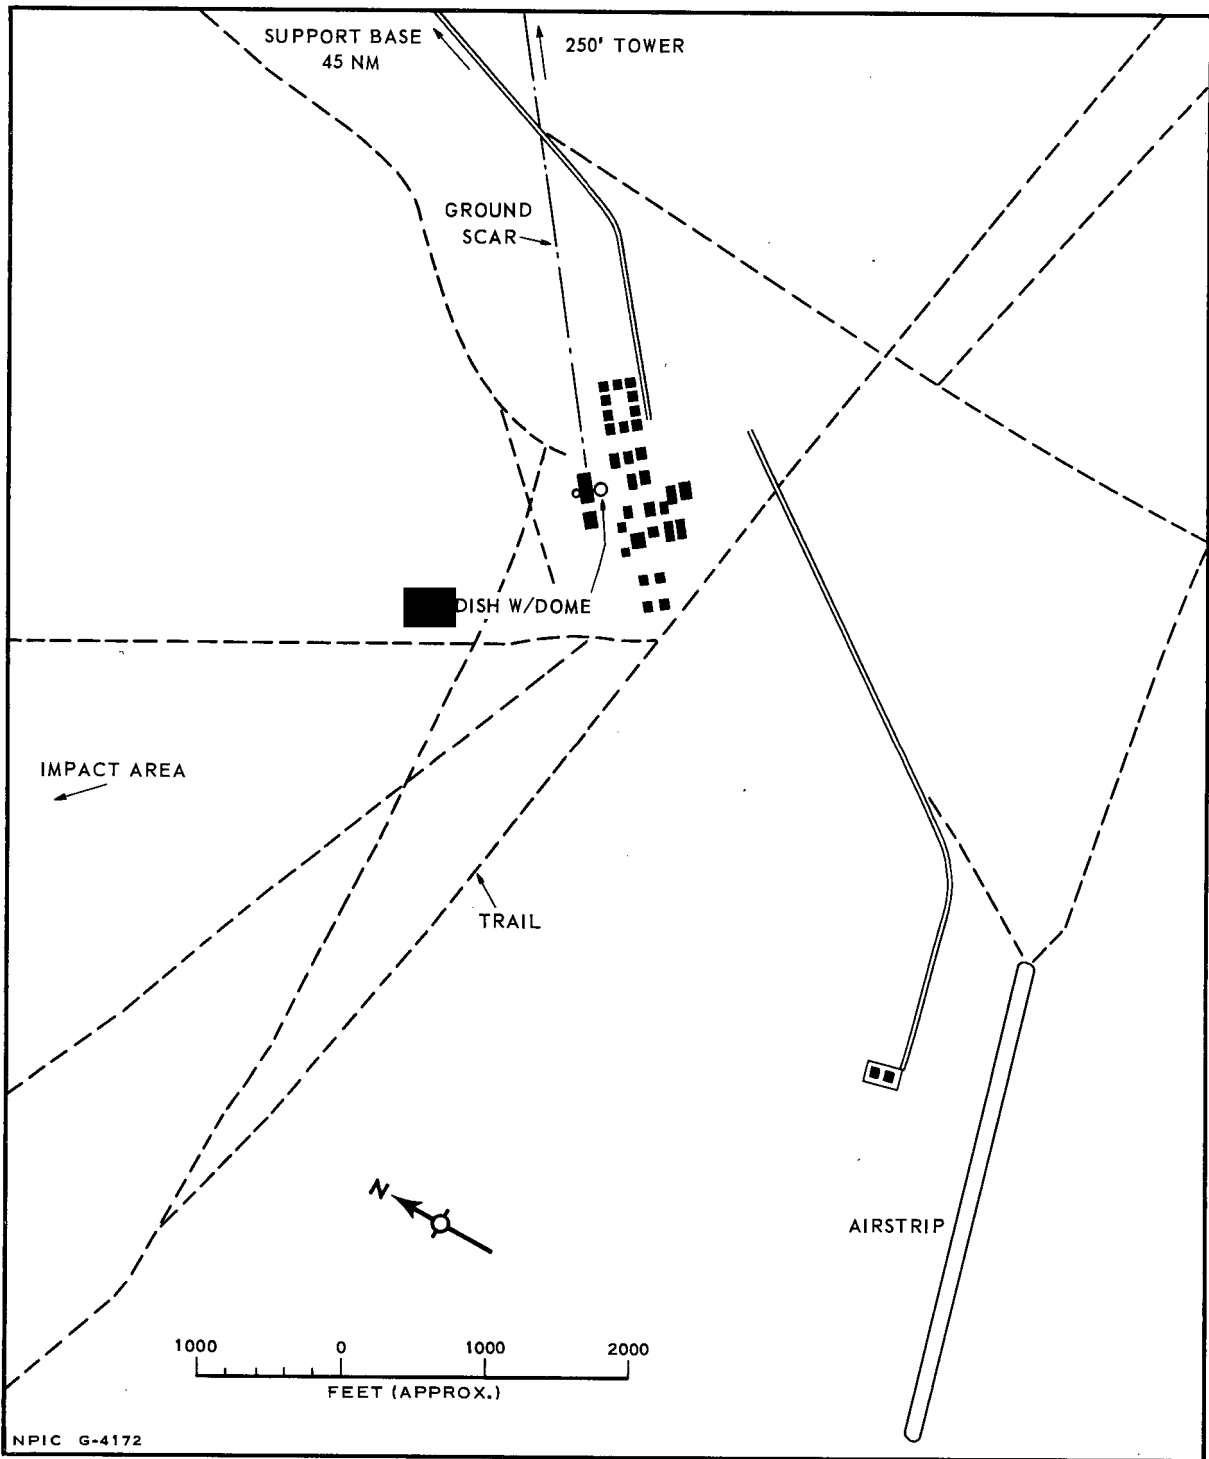 SUPPORT BASE
45 NM
250' TOWER
GROUND
SCAR
DISH W/DOME
IMPACT AREA
TRAIL
N
AIRSTRIP
1000 0 1000 2000
FEET (APPROX.)
NPIC G-4172